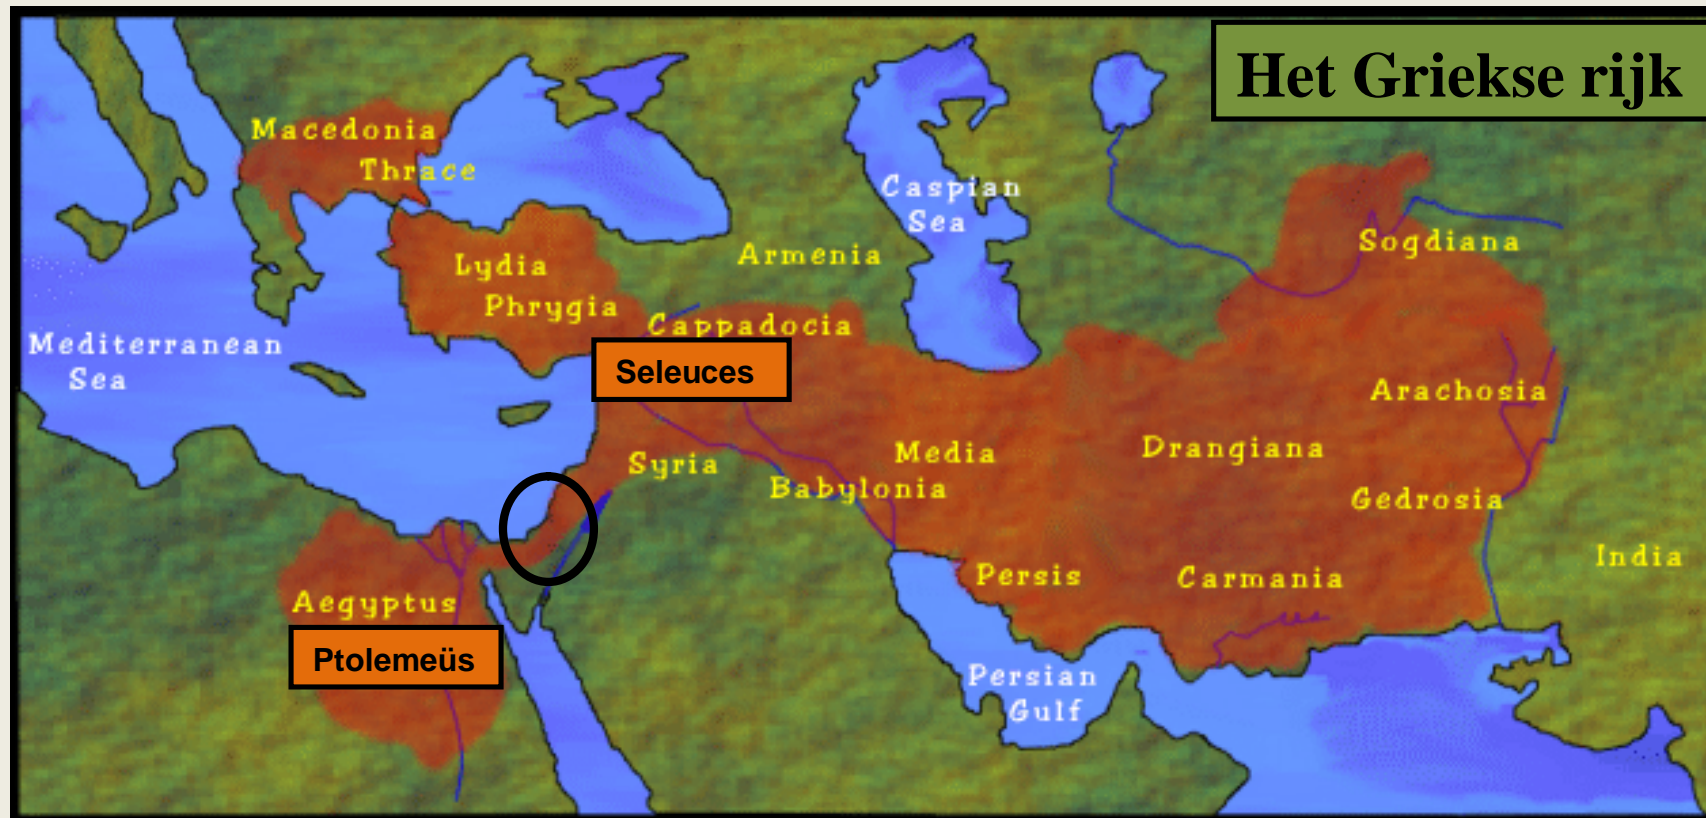 Het Griekse rijk
Macedonia
Thrace
Caspian
Sea
Armenia
Sogdiana
Lydia
Phrygia
Cappadocia
Mediterranean
Sea
Seleuces
Arachosia
Syria
Media
Drangiana
Babylonia
Gedrosia
India
Aegyptus
Persis
Carmania
Ptolemeüs
Persian
Gulf